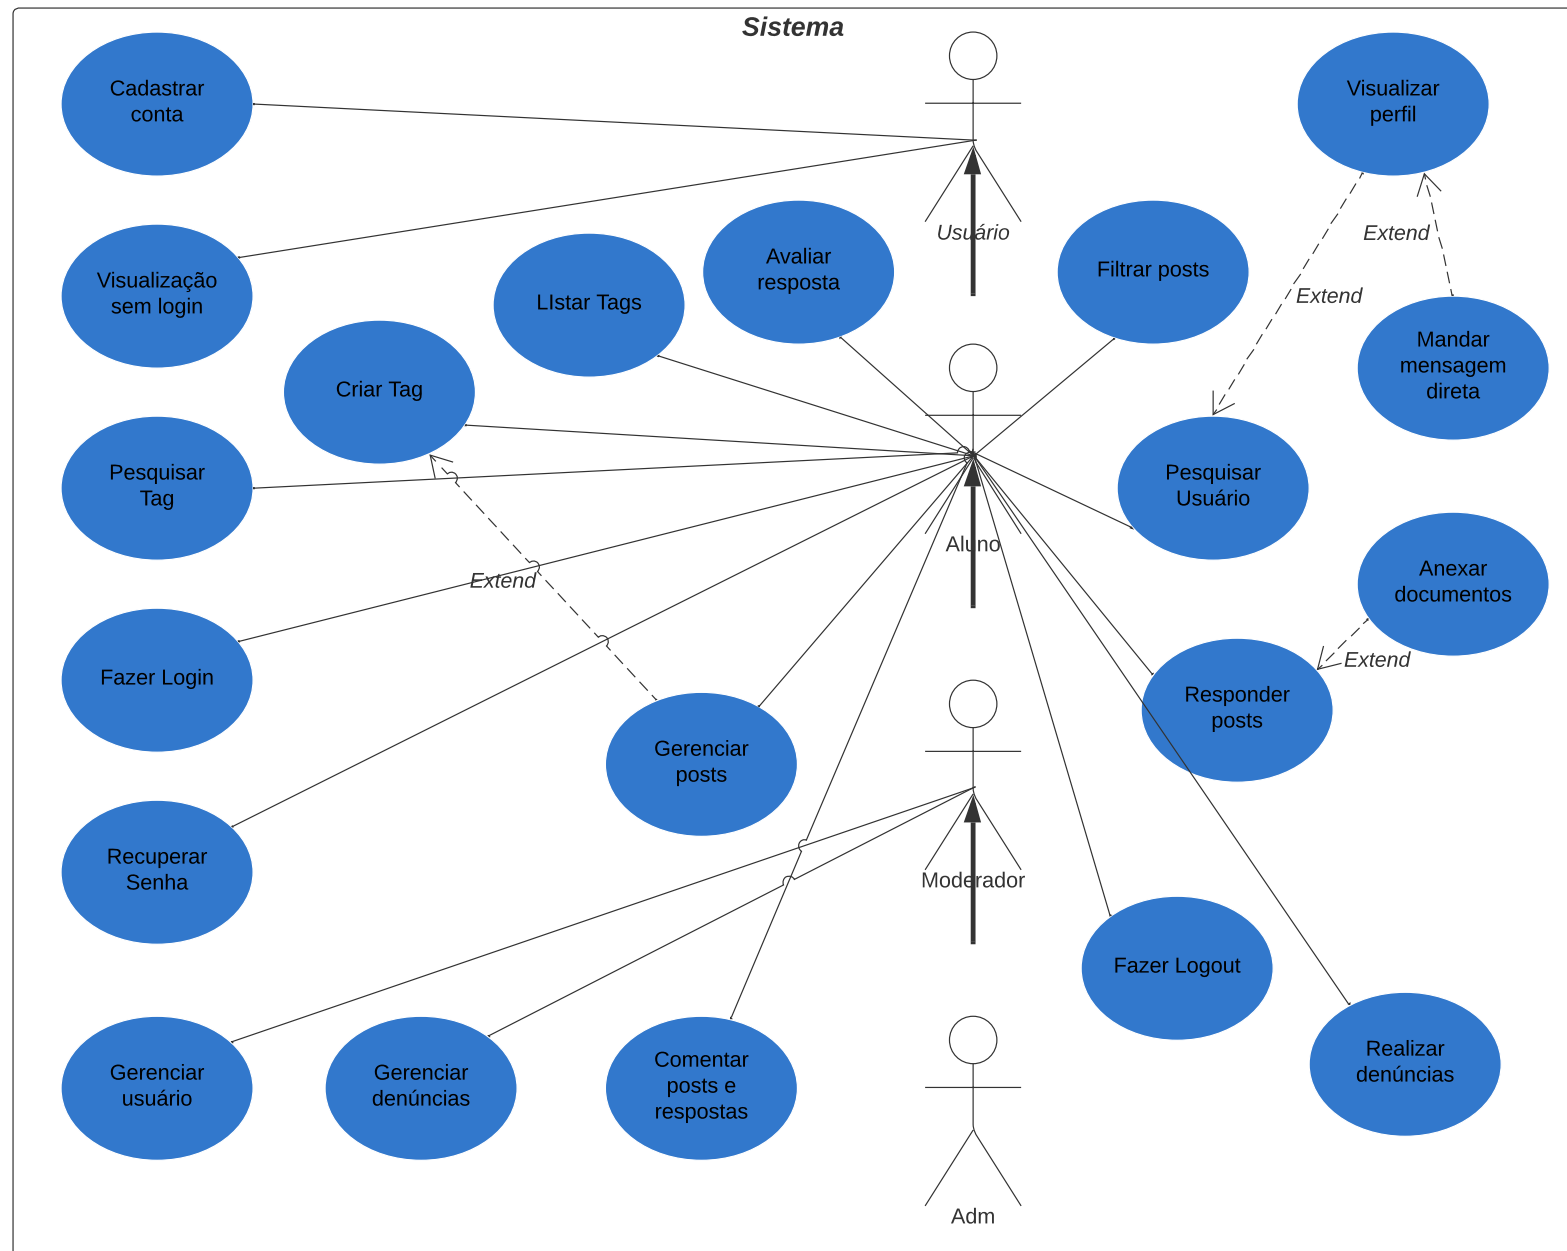 Sistema
Cadastrar
conta
Visualizar
perfil
Usuário
Extend
Visualização
sem login
LIstar Tags
Avaliar
resposta
Filtrar posts
Extend
Mandar
mensagem
direta
Criar Tag
Pesquisar
Tag
Pesquisar
Usuário
Aluno
Extend
Anexar
documentos
Fazer Login
Extend
Responder
posts
Gerenciar
posts
Recuperar
Senha
Moderador
Fazer Logout
Gerenciar
usuário
Gerenciar
denúncias
Comentar
posts e
respostas
Realizar
denúncias
Adm